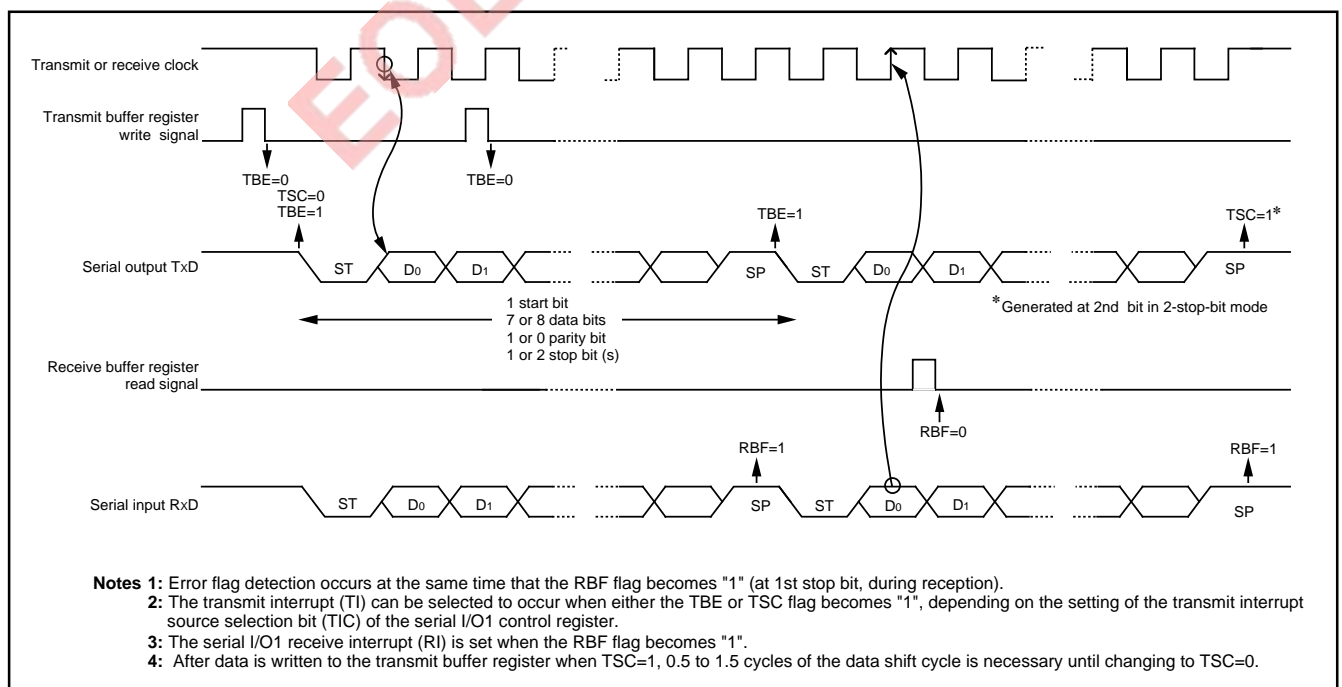 EOL
Transmit or receive clock
Transmit buffer register
write signal
TBE=0
TSC=0
TBE=1
TBE=0
TBE=1
TSC=1*
Serial output TxD
ST
D0
D1
SP
ST
D0
D1
SP
1 start bit
7 or 8 data bits
1 or 0 parity bit
1 or 2 stop bit (s)
*Generated at 2nd bit in 2-stop-bit mode
Receive buffer register
read signal
RBF=0
RBF=1
RBF=1
Serial input RxD
ST
D0
D1
SP
ST
D0
D1
SP
Notes 1: Error flag detection occurs at the same time that the RBF flag becomes "1" (at 1st stop bit, during reception).
2: The transmit interrupt (TI) can be selected to occur when either the TBE or TSC flag becomes "1", depending on the setting of the transmit interrupt
source selection bit (TIC) of the serial I/O1 control register.
3: The serial I/O1 receive interrupt (RI) is set when the RBF flag becomes "1".
4: After data is written to the transmit buffer register when TSC=1, 0.5 to 1.5 cycles of the data shift cycle is necessary until changing to TSC=0.